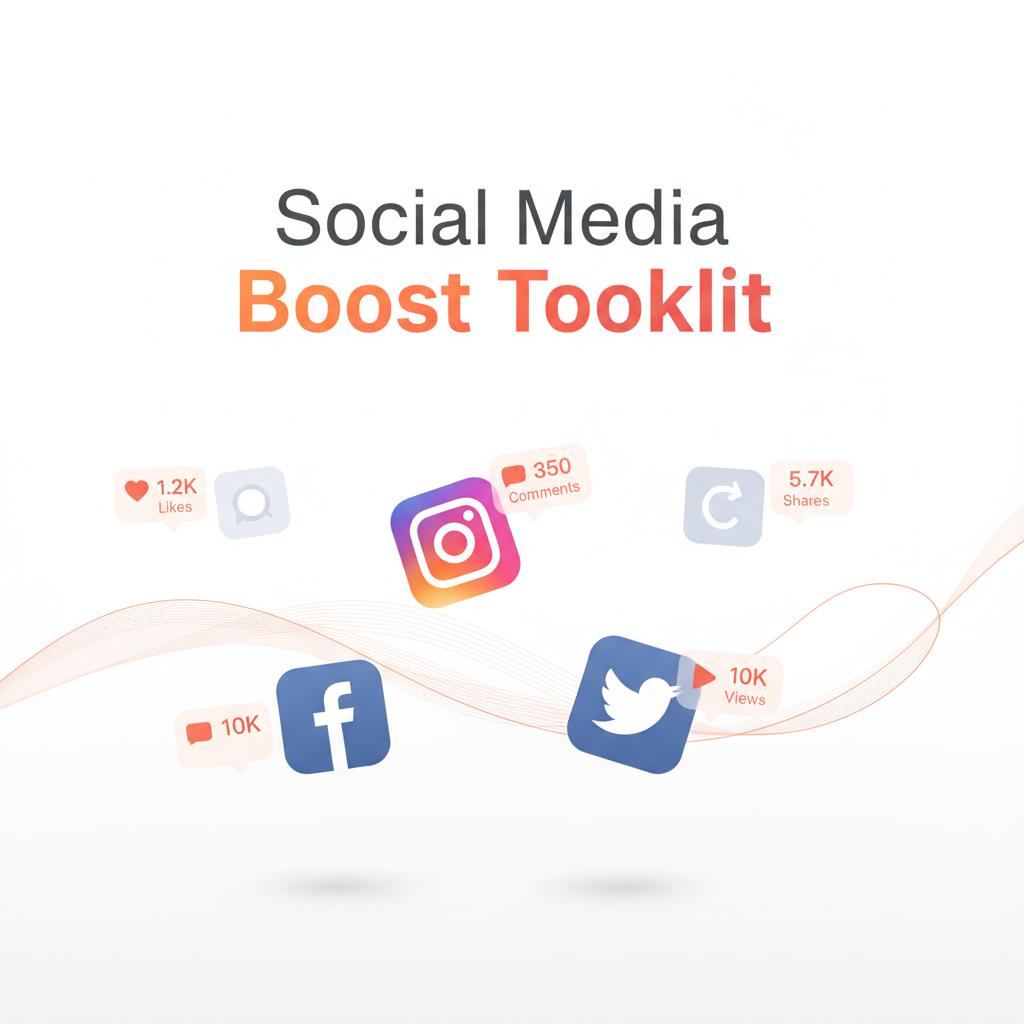 Social Media
Boost Tooklit
1.2K
Likes
350
Comments
5.7K
Shares
10K
10K
Views